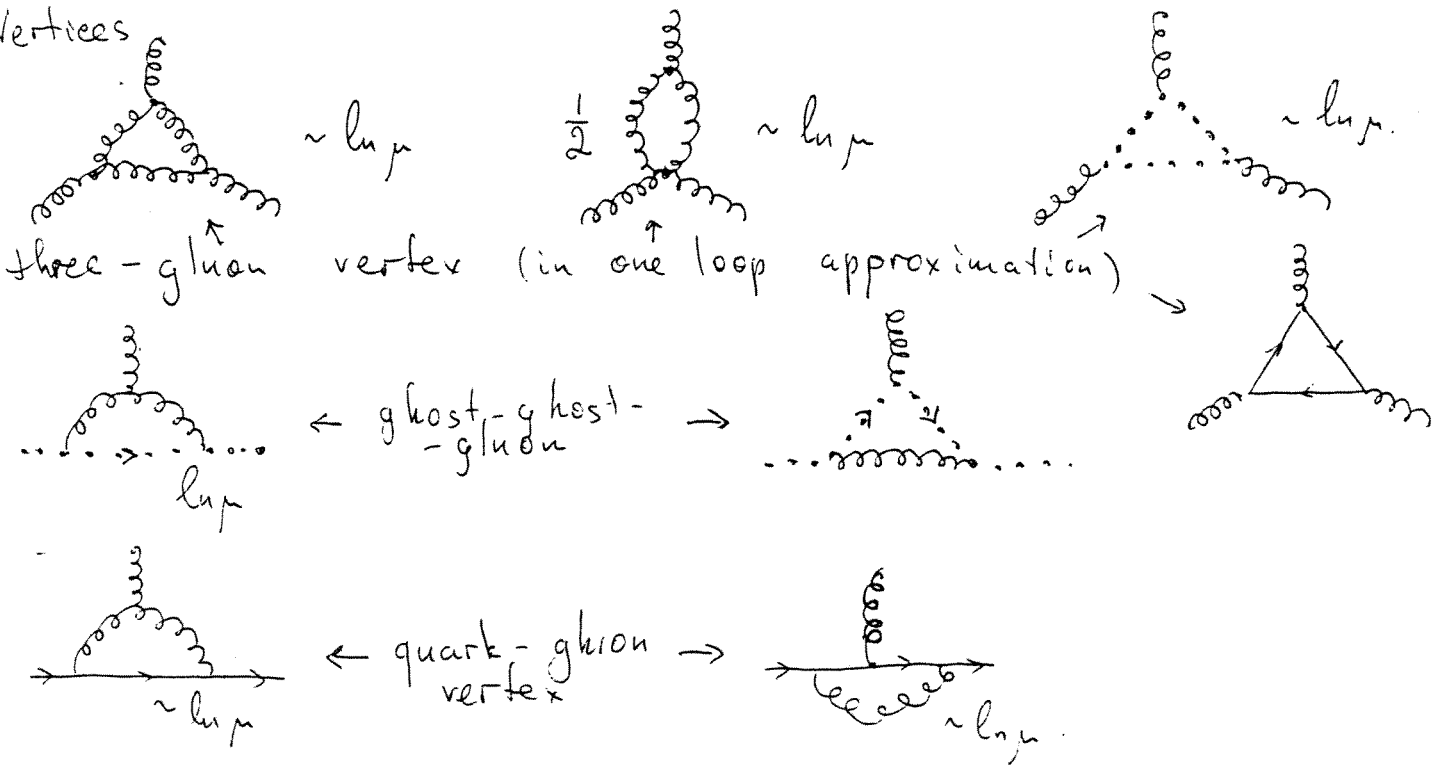 Vertices
~ ln μ
1/2
~ ln μ
~ ln μ.
three-gluon vertex (in one loop approximation)
← ghost-ghost- →
-gluon
ln μ
← quark-gluon →
vertex
~ ln μ
~ ln μ.